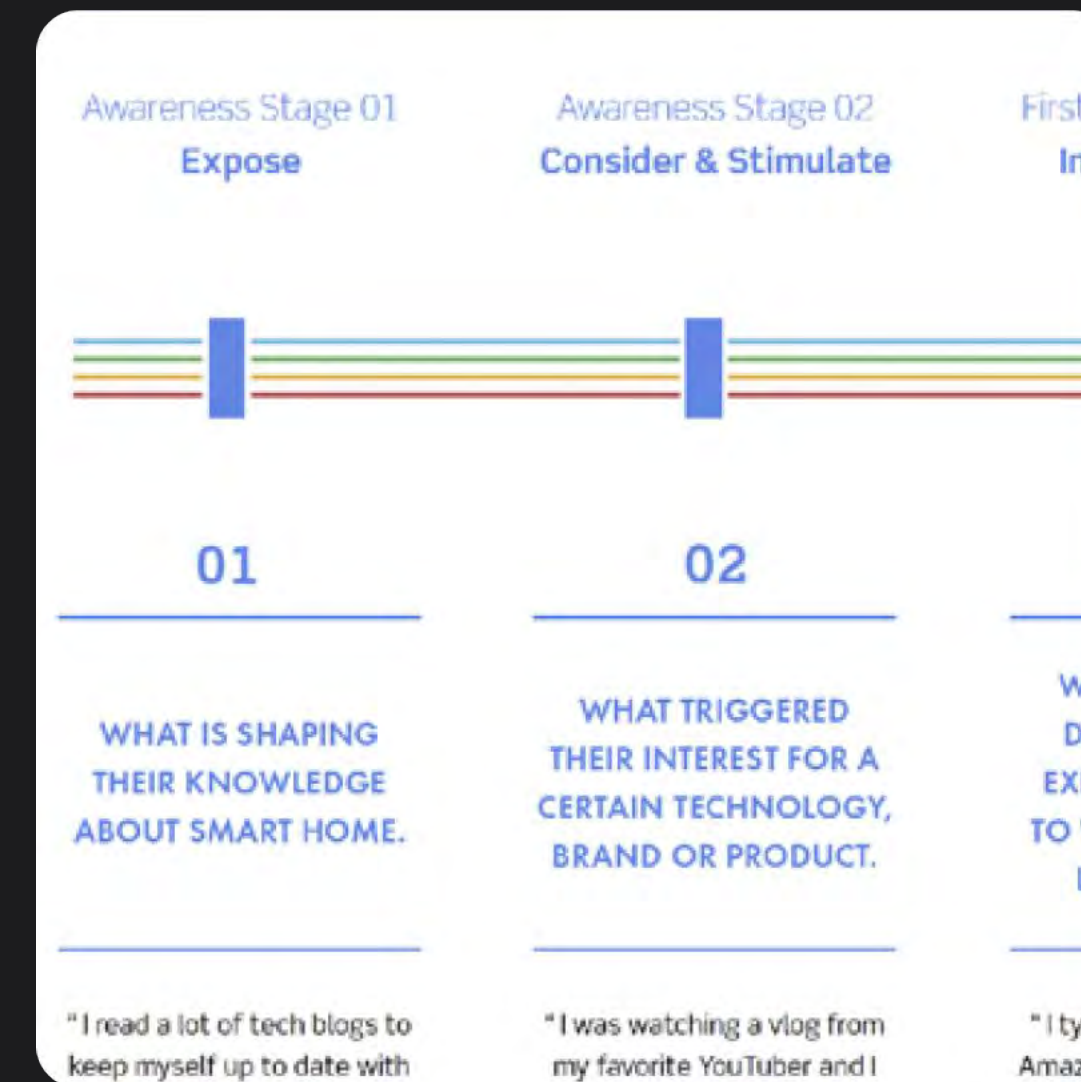 Awareness Stage 01
Expose
01
WHAT IS SHAPING
THEIR KNOWLEDGE
ABOUT SMART HOME.
"I read a lot of tech blogs to
keep myself up to date with
Awareness Stage 02
Consider & Stimulate
02
WHAT TRIGGERED
THEIR INTEREST FOR A
CERTAIN TECHNOLOGY,
BRAND OR PRODUCT.
"I was watching a vlog from
my favorite YouTuber and I
First
TO
"I